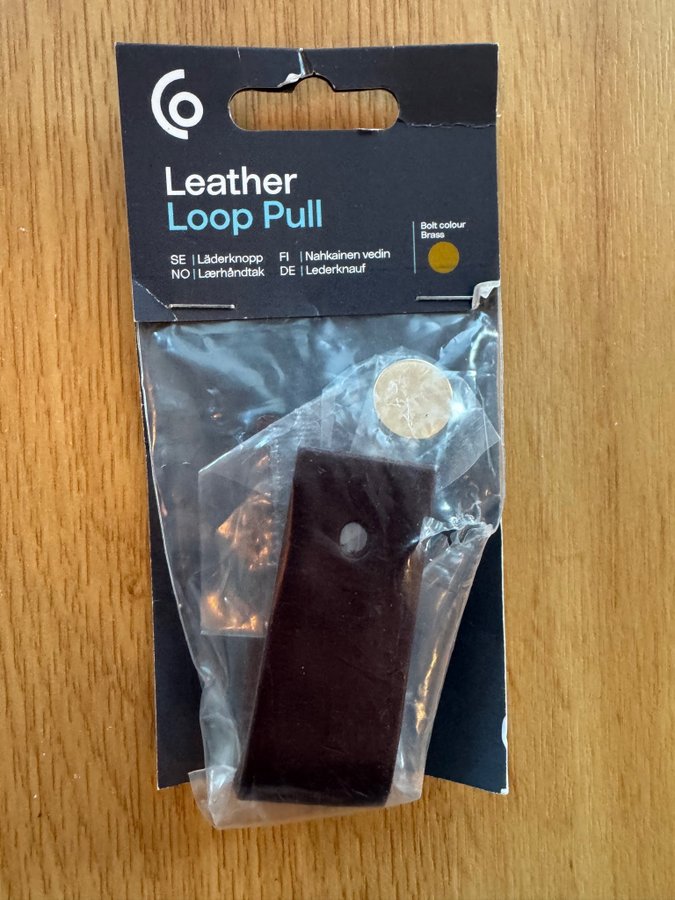 Leather
Loop Pull
SE | Läderknopp
NO | Lærhåndtak
FI | Nahkainen vedin
DE | Lederknauf
Bolt colour
Brass